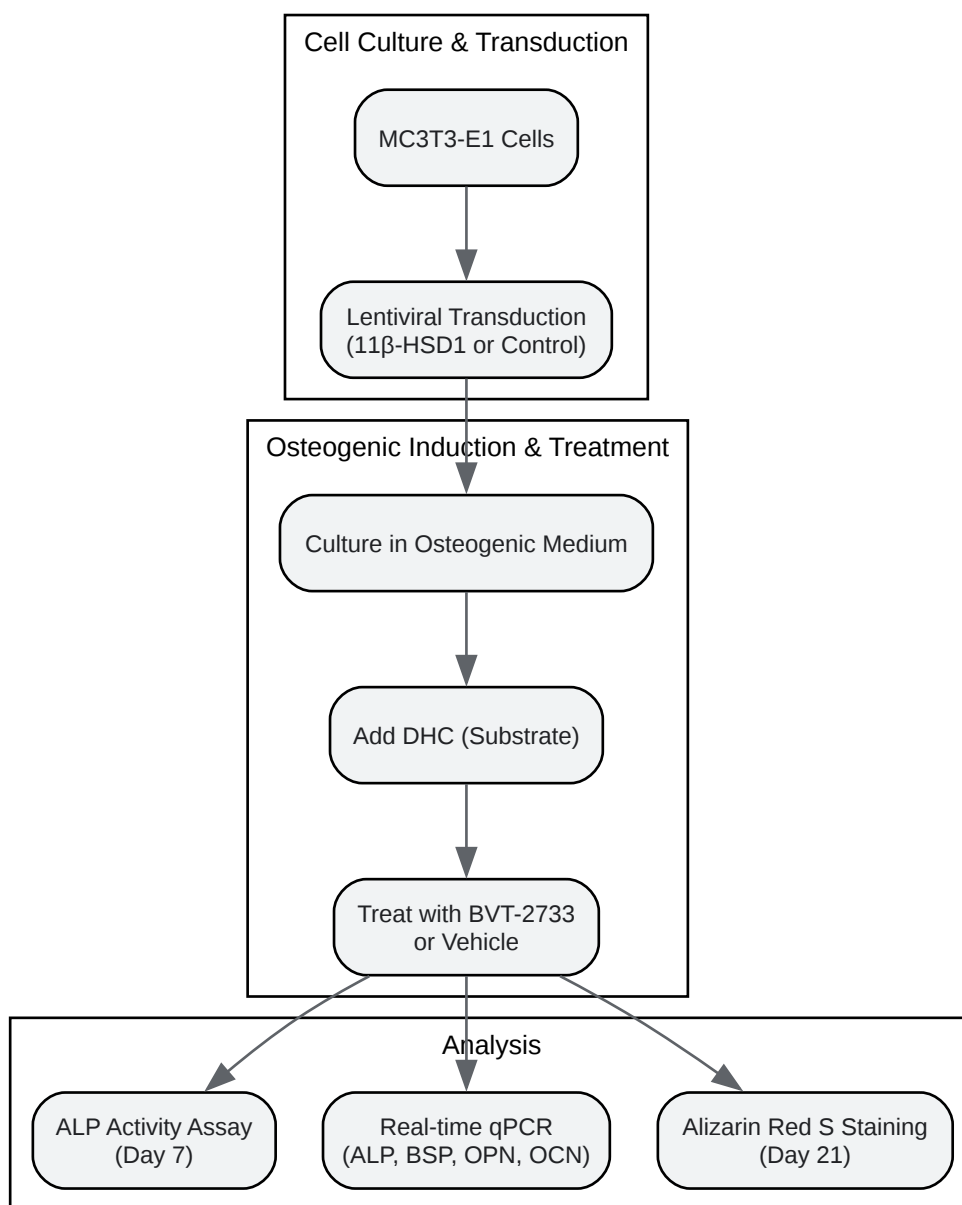 Cell Culture & Transduction
MC3T3-E1 Cells
Lentiviral Transduction
(11β-HSD1 or Control)
Osteogenic Induction & Treatment
Culture in Osteogenic Medium
Add DHC (Substrate)
Treat with BVT-2733
or Vehicle
Analysis
ALP Activity Assay
(Day 7)
Real-time qPCR
(ALP, BSP, OPN, OCN)
Alizarin Red S Staining
(Day 21)